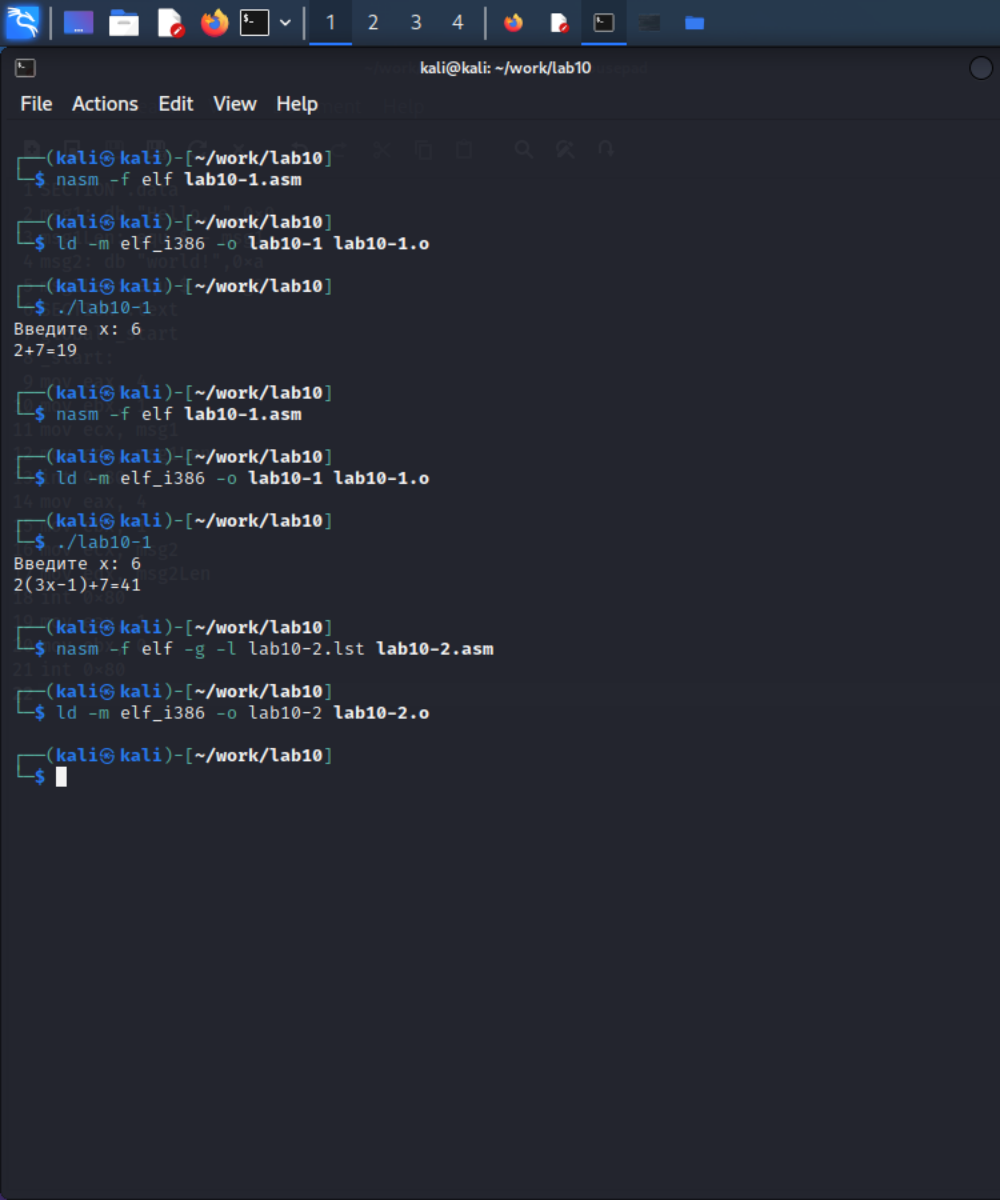 1 2 3 4
kali@kali: ~/work/lab10
File Actions Edit View Help
┌──(kali㉿kali)-[~/work/lab10]
└─$ nasm -f elf lab10-1.asm
┌──(kali㉿kali)-[~/work/lab10]
└─$ ld -m elf_i386 -o lab10-1 lab10-1.o
┌──(kali㉿kali)-[~/work/lab10]
└─$ ./lab10-1
Введите x: 6
2+7=19
┌──(kali㉿kali)-[~/work/lab10]
└─$ nasm -f elf lab10-1.asm
┌──(kali㉿kali)-[~/work/lab10]
└─$ ld -m elf_i386 -o lab10-1 lab10-1.o
┌──(kali㉿kali)-[~/work/lab10]
└─$ ./lab10-1
Введите x: 6
2(3x-1)+7=41
┌──(kali㉿kali)-[~/work/lab10]
└─$ nasm -f elf -g -l lab10-2.lst lab10-2.asm
┌──(kali㉿kali)-[~/work/lab10]
└─$ ld -m elf_i386 -o lab10-2 lab10-2.o
┌──(kali㉿kali)-[~/work/lab10]
└─$